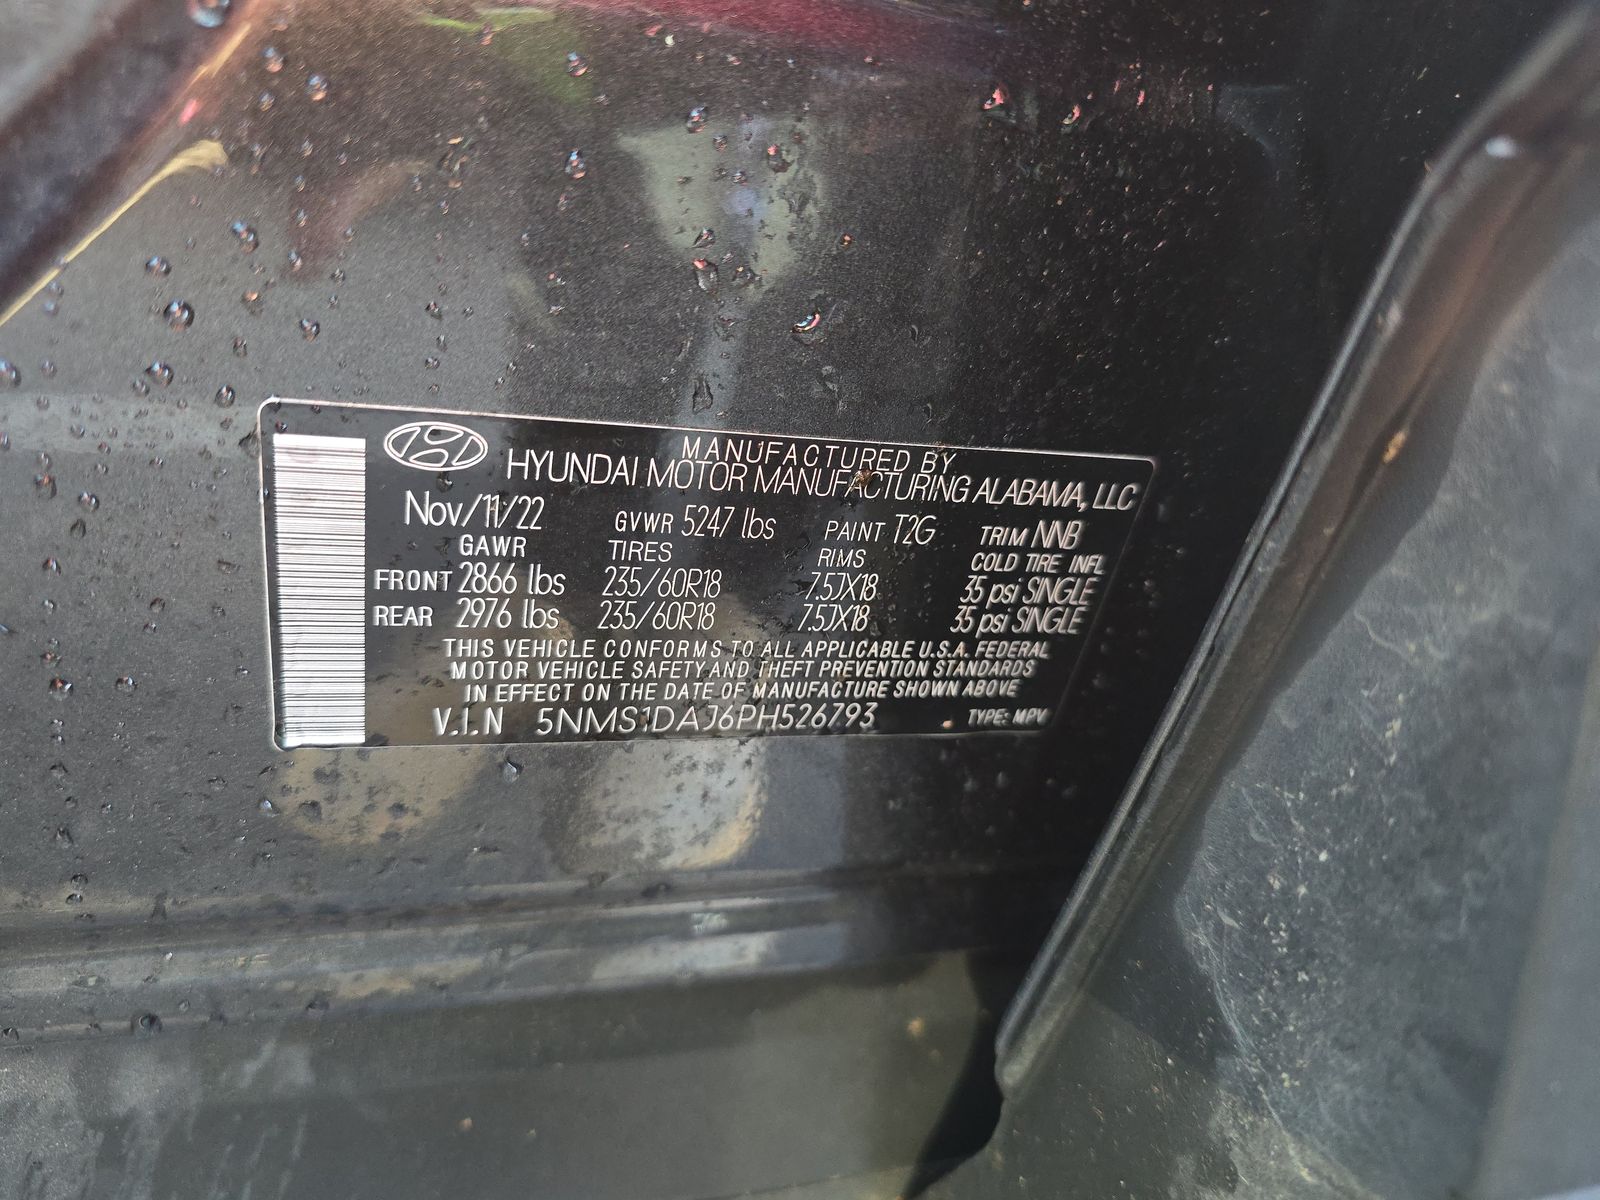 MANUFACTURED BY
HYUNDAI MOTOR MANUFACTURING ALABAMA, LLC
Nov/11/22 GVWR 5247 lbs PAINT T2G TRIM NNB
GAWR TIRES RIMS COLD TIRE INFL
FRONT 2866 lbs 235/60R18 7.5JX18 35 psi SINGLE
REAR 2976 lbs 235/60R18 7.5JX18 35 psi SINGLE
THIS VEHICLE CONFORMS TO ALL APPLICABLE U.S.A. FEDERAL
MOTOR VEHICLE SAFETY AND THEFT PREVENTION STANDARDS
IN EFFECT ON THE DATE OF MANUFACTURE SHOWN ABOVE
V.I.N 5NMS1DAJ6PH526793 TYPE: MPV